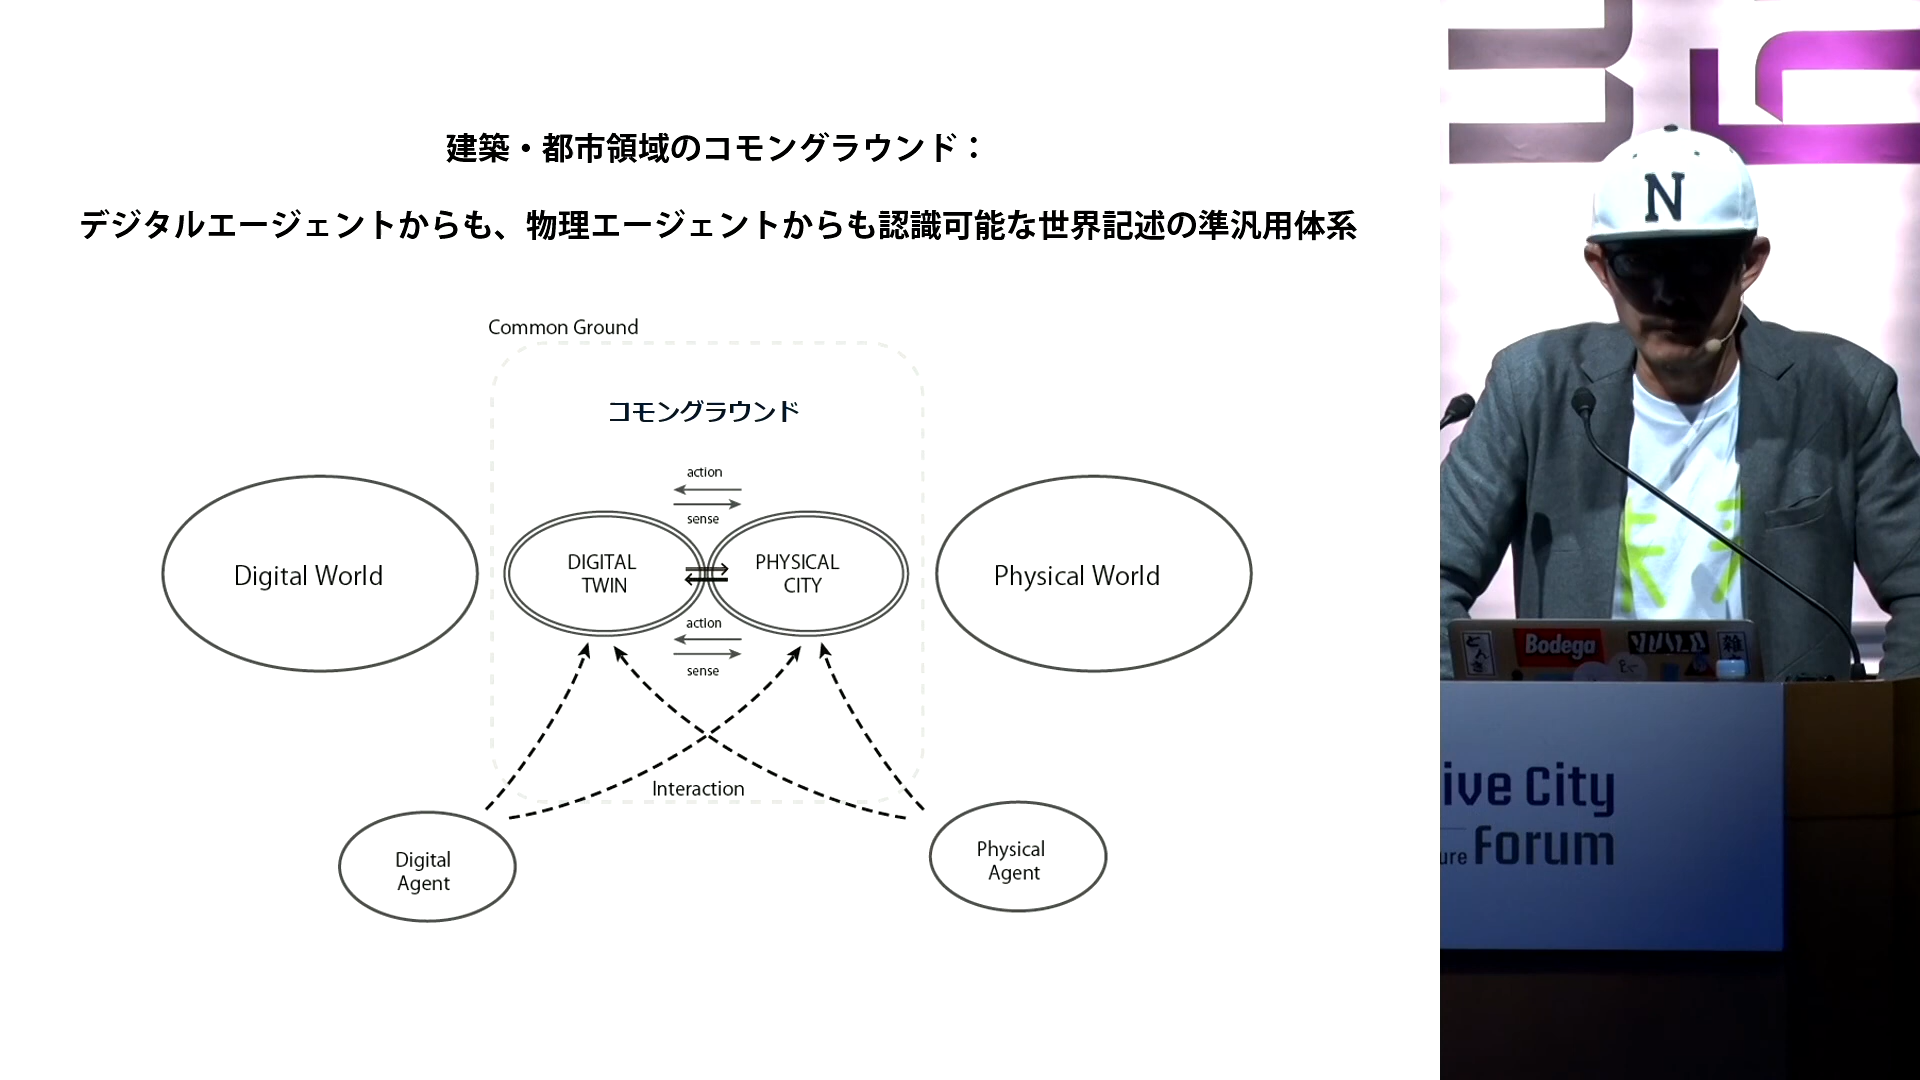 建築・都市領域のコモングラウンド：
デジタルエージェントからも、物理エージェントからも認識可能な世界記述の準汎用体系
Common Ground
コモングラウンド
action
sense
Digital World
DIGITAL
TWIN
PHYSICAL
CITY
Physical World
action
sense
Interaction
Digital
Agent
Physical
Agent
N
Bodega
ive City
ure Forum